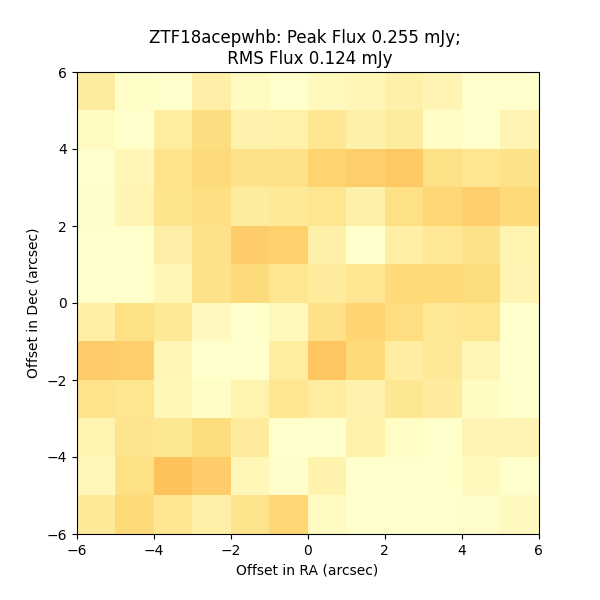 ZTF18acepwhb: Peak Flux 0.255 mJy;
RMS Flux 0.124 mJy
6
4
2
0
−2
−4
−6
Offset in Dec (arcsec)
−6 −4 −2 0 2 4 6
Offset in RA (arcsec)